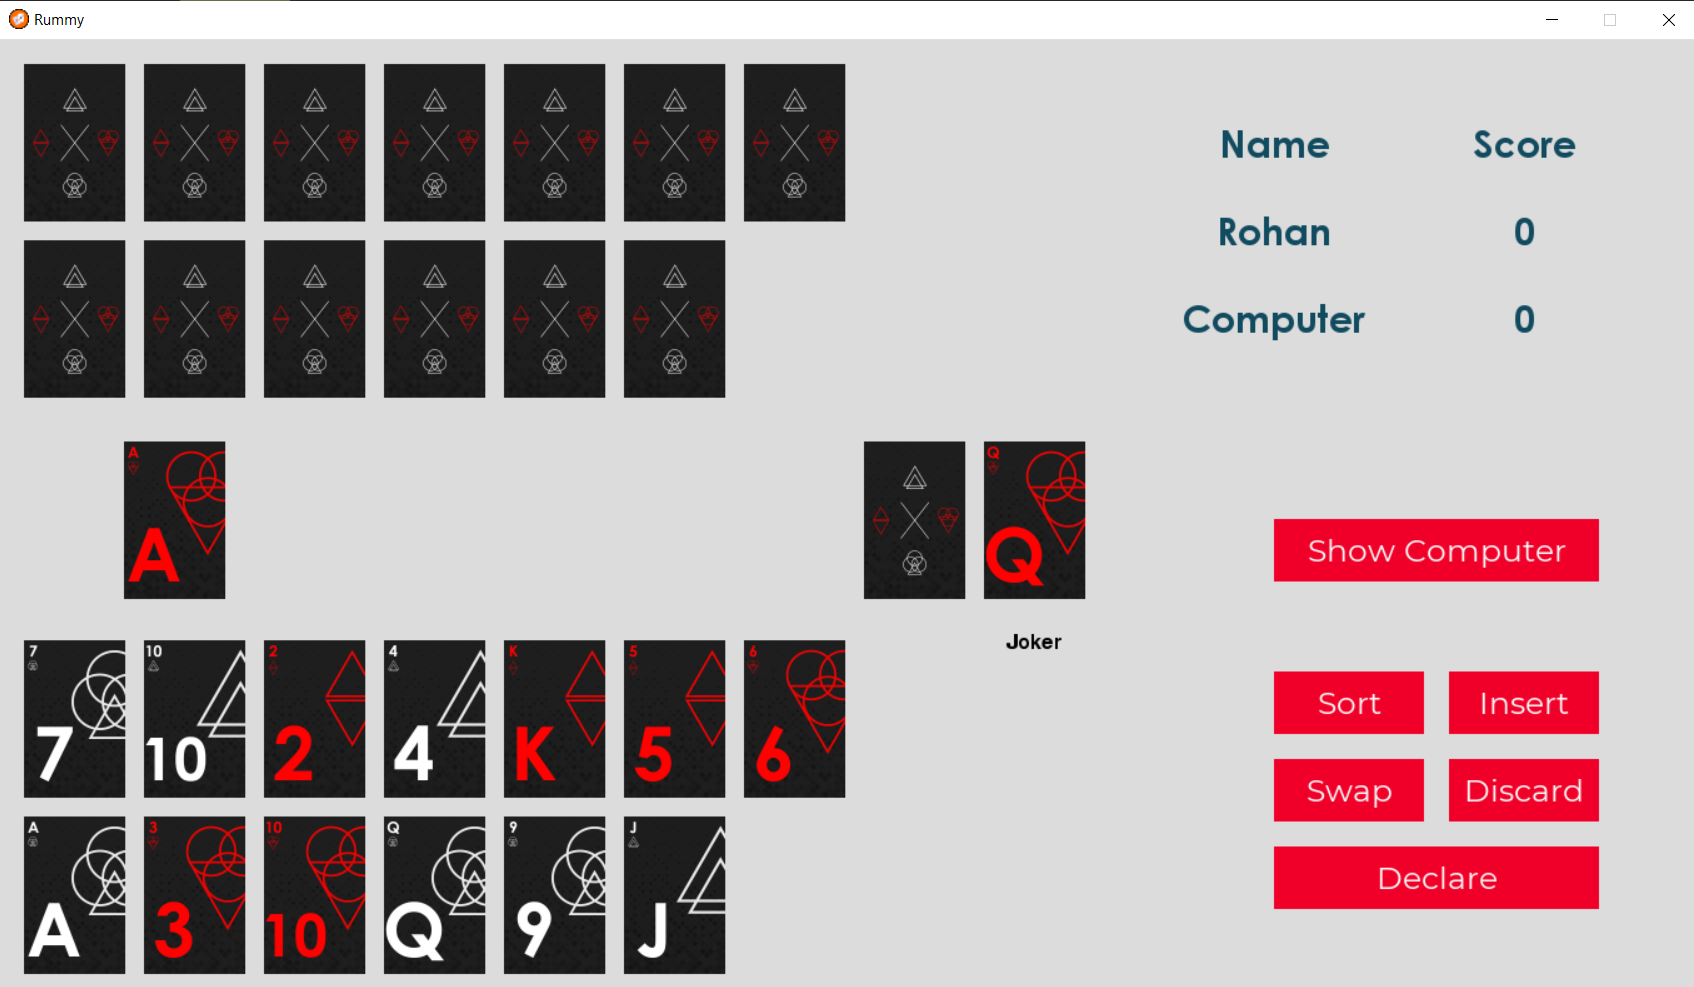 Rummy
Name Score
Rohan 0
Computer 0
A
A
Q
Q
Show Computer
Joker
7 10 2 4 K 5 6
7 10 2 4 K 5 6
Sort Insert
Swap Discard
A 3 10 Q 9 J
A 3 10 Q 9 J
Declare